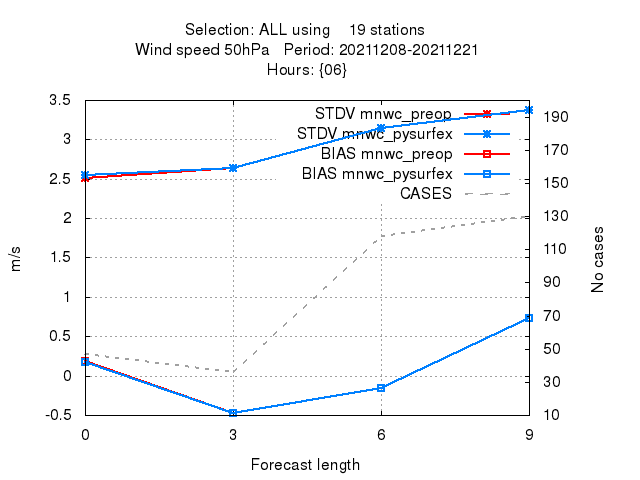 Selection: ALL using 19 stations
Wind speed 50hPa Period: 20211208-20211221
Hours: {06}
STDV mnwc_preop
STDV mnwc_pysurfex
BIAS mnwc_preop
BIAS mnwc_pysurfex
CASES
3.5
3
2.5
2
1.5
1
0.5
0
-0.5
m/s
190
170
150
130
110
90
70
50
30
10
No cases
0 3 6 9
Forecast length